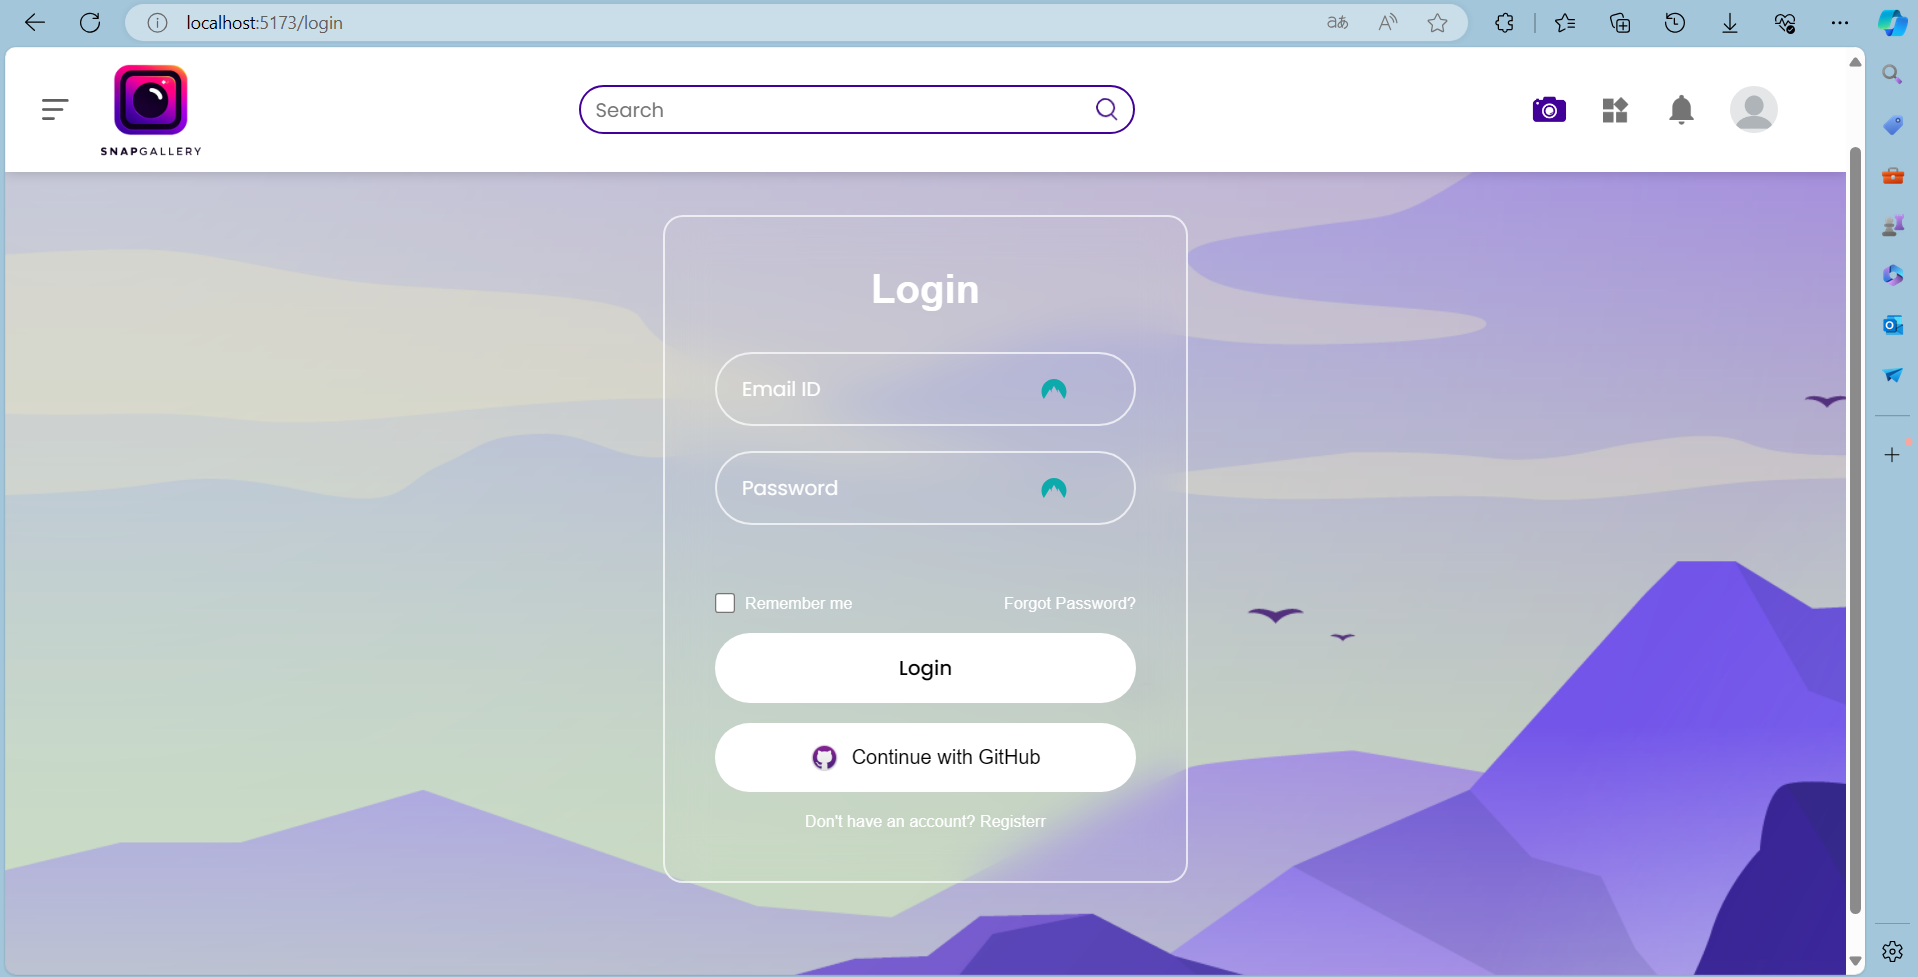 localhost:5173/login
Search
SNAPGALLERY
Login
Email ID
Password
Remember me Forgot Password?
Login
Continue with GitHub
Don't have an account? Registerr